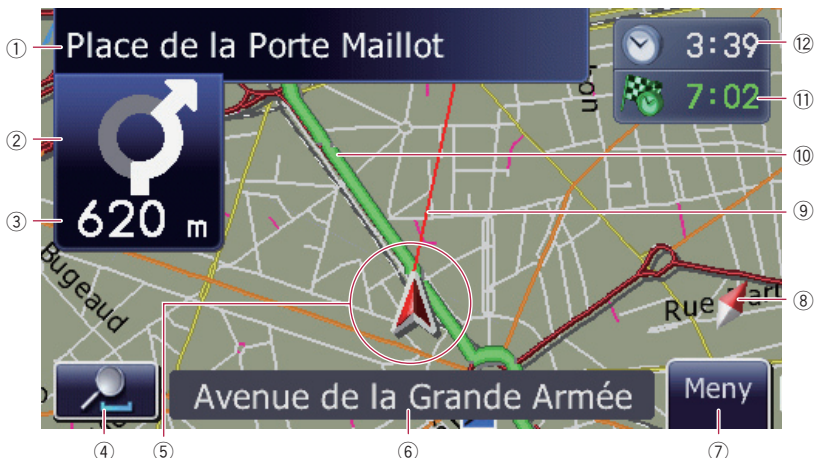 ① Place de la Porte Maillot 3:39 ⑫
7:02 ⑪
②
⑩
③ 620 m
⑨
Bugeaud
Rue
⑧
Avenue de la Grande Armée
Meny
④ ⑤ ⑥ ⑦